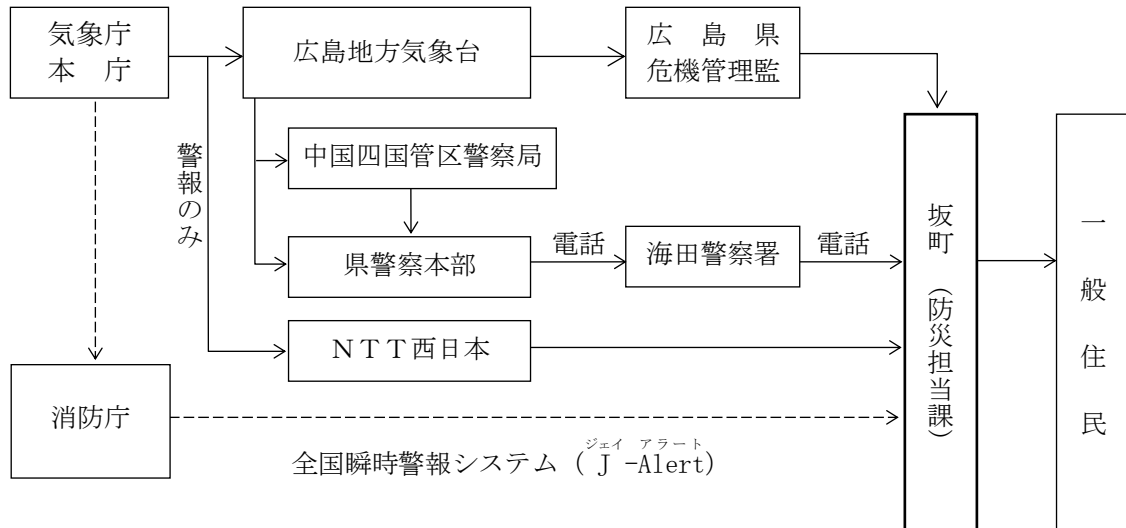 気象庁
本　庁
広島地方気象台
広　島　県
危機管理監
警報のみ
中国四国管区警察局
県警察本部
電話
海田警察署
電話
ＮＴＴ西日本
消防庁
全国瞬時警報システム（J-Alert）
ジェイ　アラート
坂町　（防災担当課）
一般住民